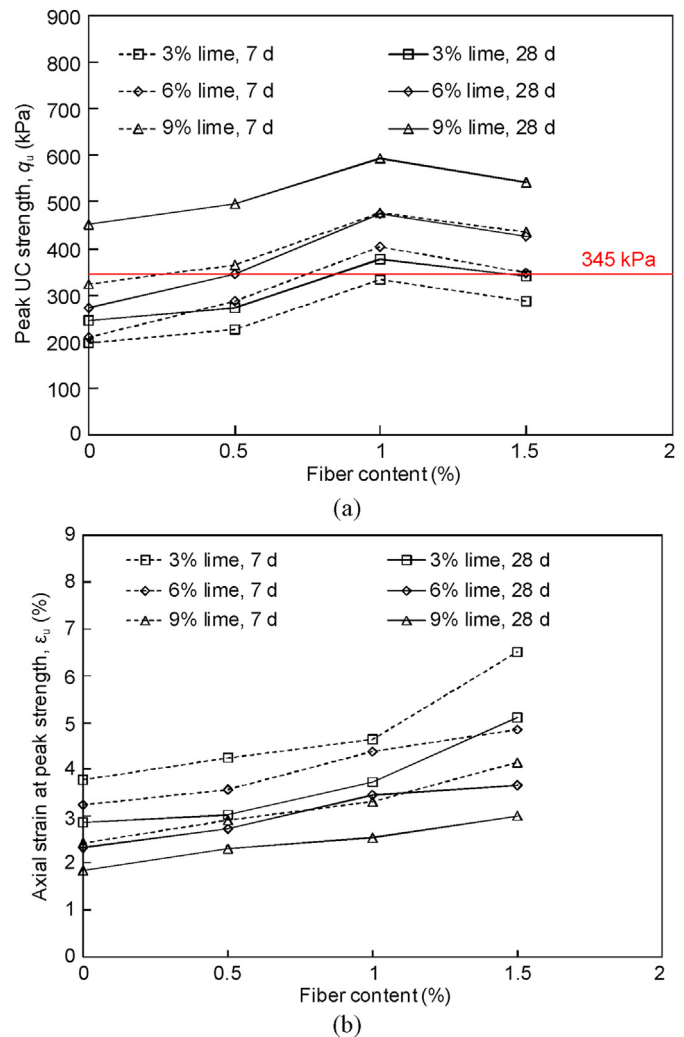 900
800
700
600
500
400
300
200
100
0
Peak UC strength, qu (kPa)
3% lime, 7 d
3% lime, 28 d
6% lime, 7 d
6% lime, 28 d
9% lime, 7 d
9% lime, 28 d
345 kPa
0 0.5 1 1.5 2
Fiber content (%)
(a)
9
8
7
6
5
4
3
2
1
0
Axial strain at peak strength, εu (%)
3% lime, 7 d
3% lime, 28 d
6% lime, 7 d
6% lime, 28 d
9% lime, 7 d
9% lime, 28 d
0 0.5 1 1.5 2
Fiber content (%)
(b)